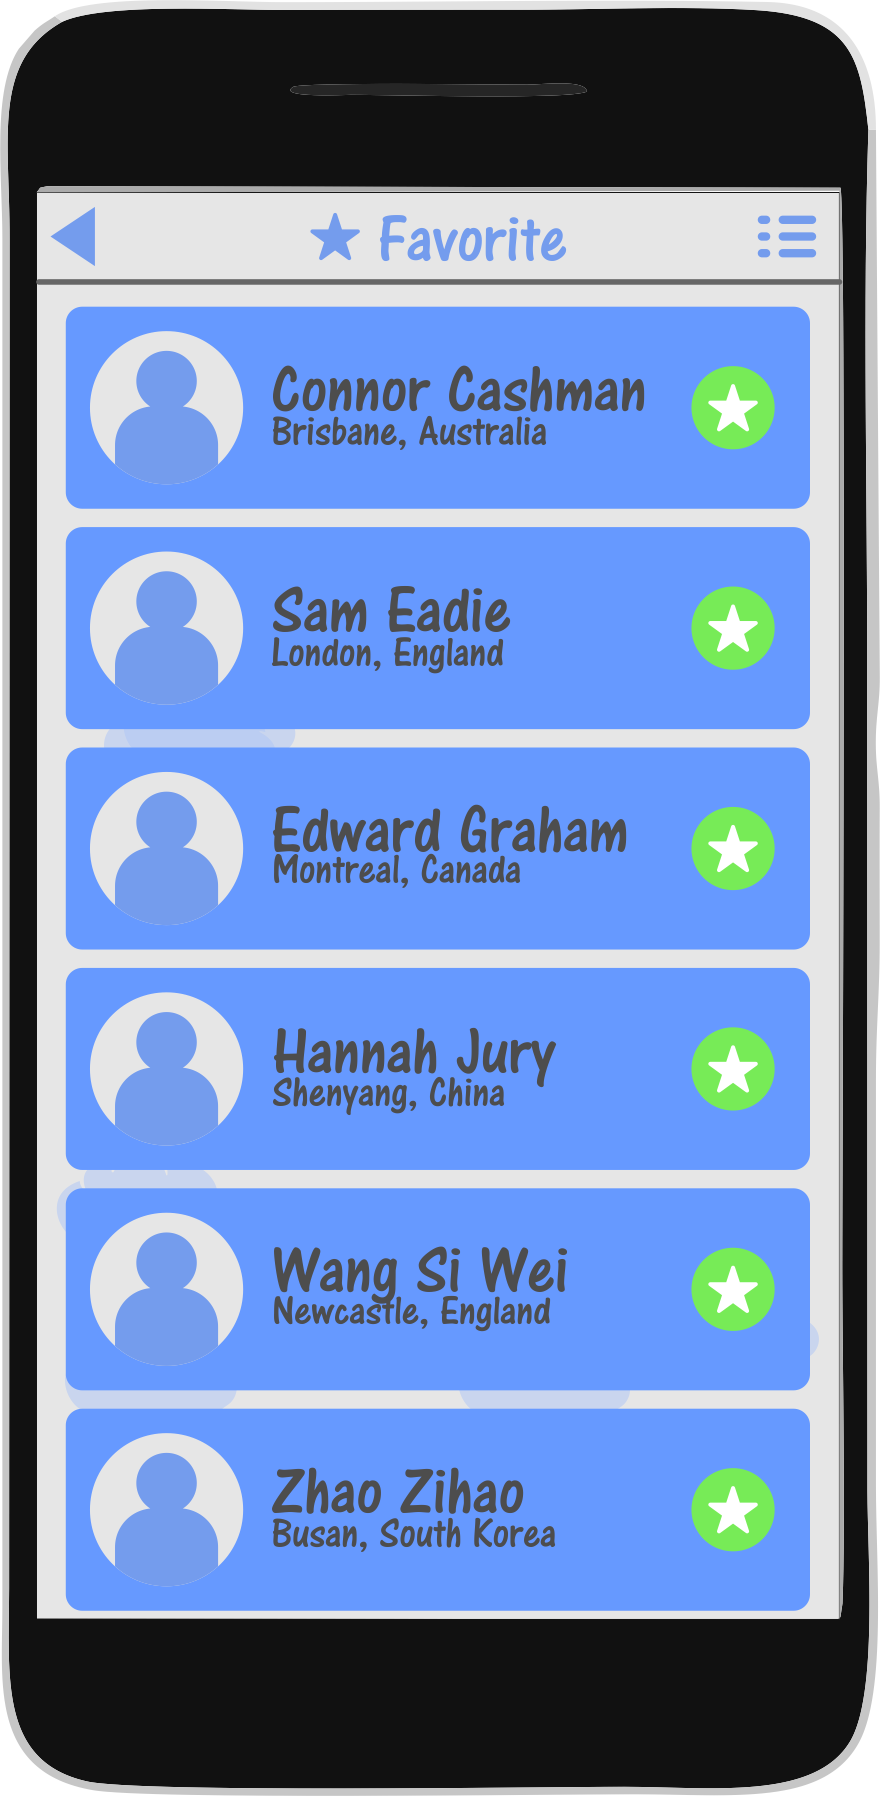 Favorite
Connor Cashman
Brisbane, Australia
Sam Eadie
London, England
Edward Graham
Montreal, Canada
Hannah Jury
Shenyang, China
Wang Si Wei
Newcastle, England
Zhao Zihao
Busan, South Korea